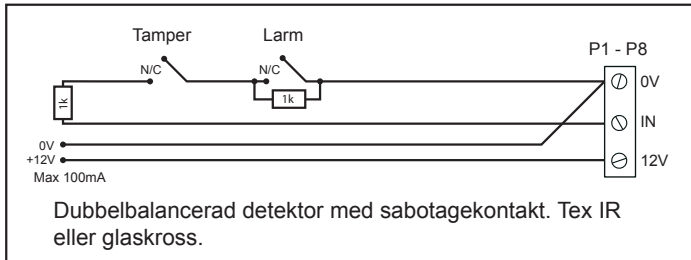 Tamper
Larm
P1 - P8
N/C
N/C
0V
1k
1k
IN
0V
+12V
12V
Max 100mA
Dubbelbalancerad detektor med sabotagekontakt. Tex IR
eller glaskross.